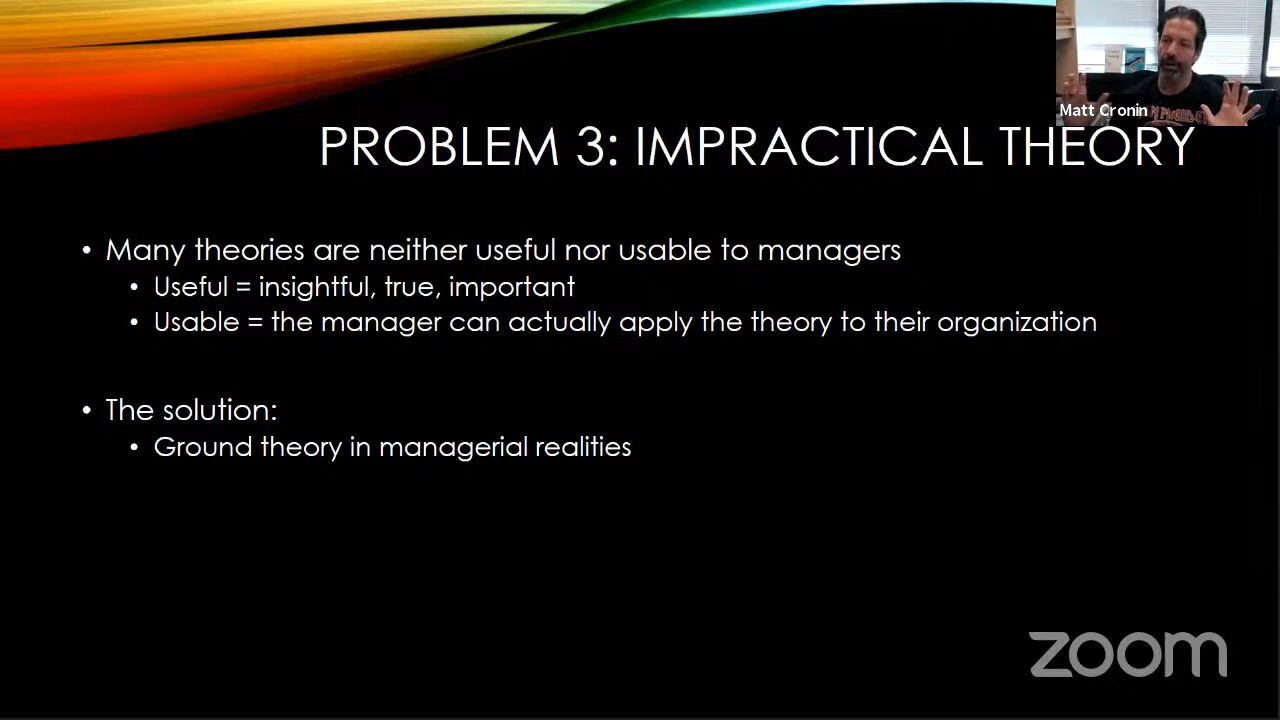 Matt Cronin
PROBLEM 3: IMPRACTICAL THEORY
• Many theories are neither useful nor usable to managers
• Useful = insightful, true, important
• Usable = the manager can actually apply the theory to their organization
• The solution:
• Ground theory in managerial realities
zoom